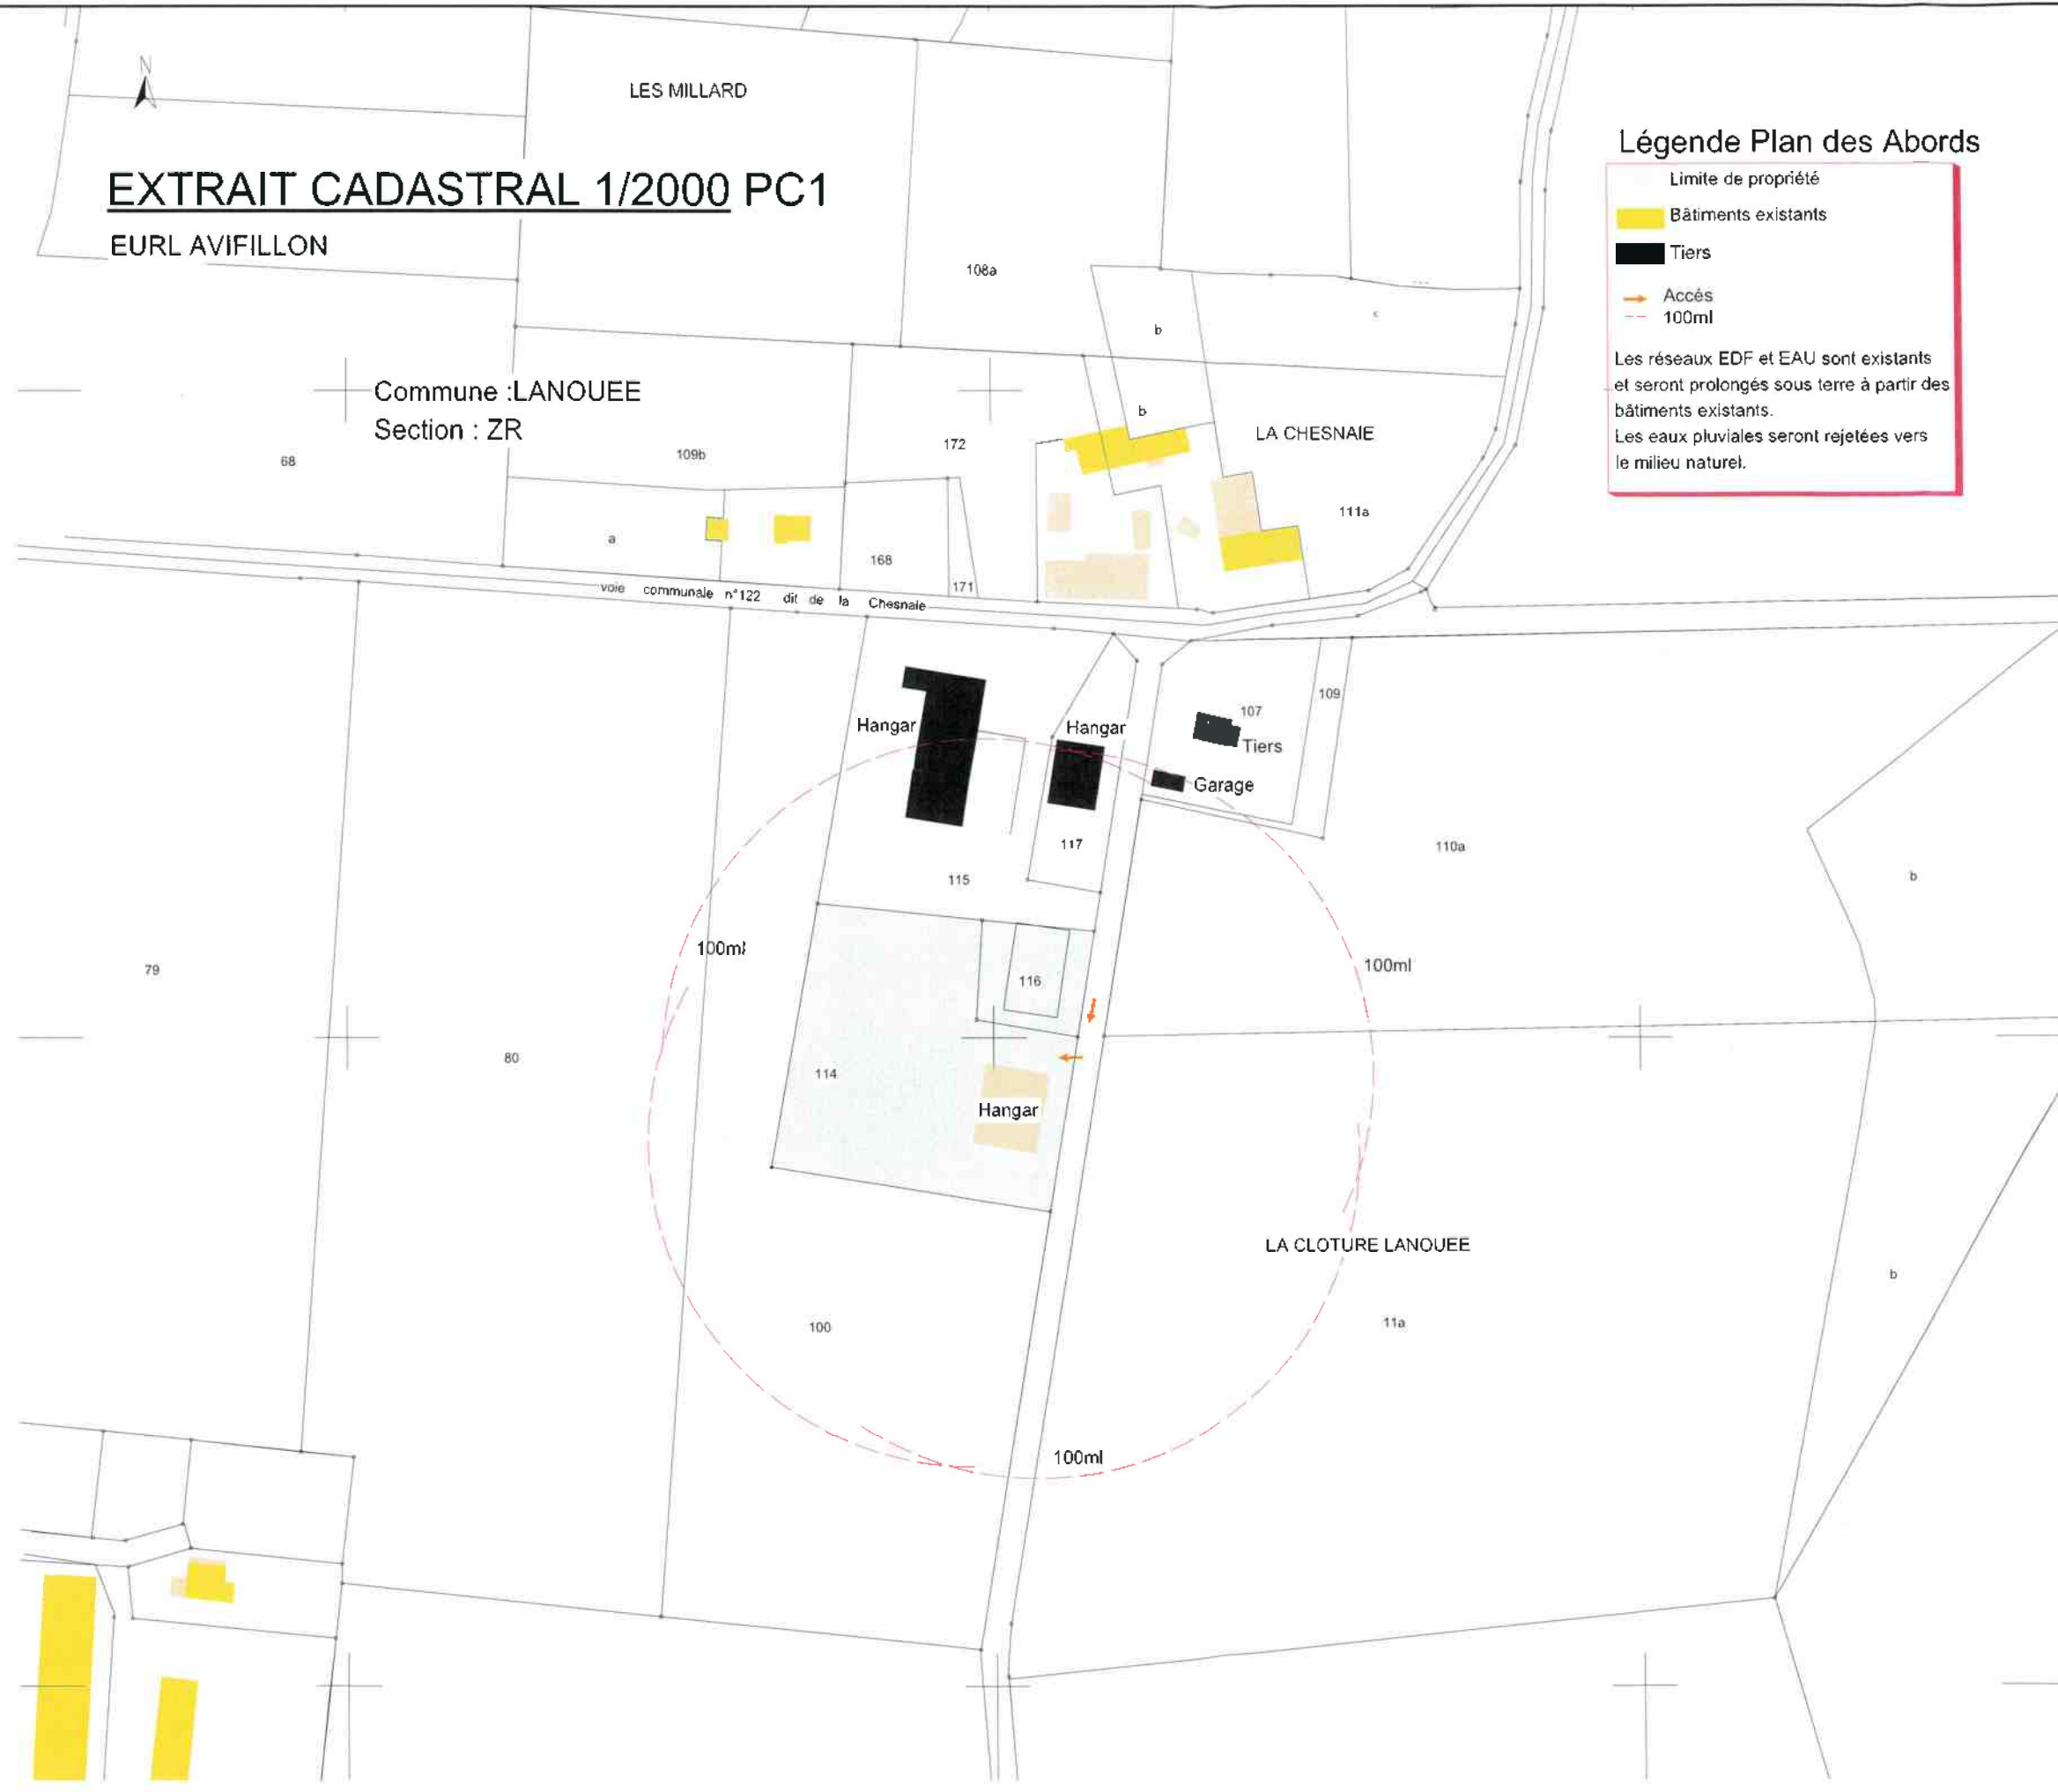 N
LES MILLARD
Légende Plan des Abords
EXTRAIT CADASTRAL 1/2000 PC1
EURL AVIFILLON
Limite de propriété
Bâtiments existants
Tiers
Accés
100ml
Les réseaux EDF et EAU sont existants
et seront prolongés sous terre à partir des
bâtiments existants.
Les eaux pluviales seront rejetées vers
le milieu naturel.
108a
b
c
Commune :LANOUEE
Section : ZR
b
LA CHESNAIE
172
109b
68
111a
a
168
171
voie communale n°122 dit de la Chesnaie
109
107
Hangar
Hangar
Tiers
Garage
117
110a
115
b
100ml
100ml
79
116
80
114
Hangar
LA CLOTURE LANOUEE
b
100
11a
100ml